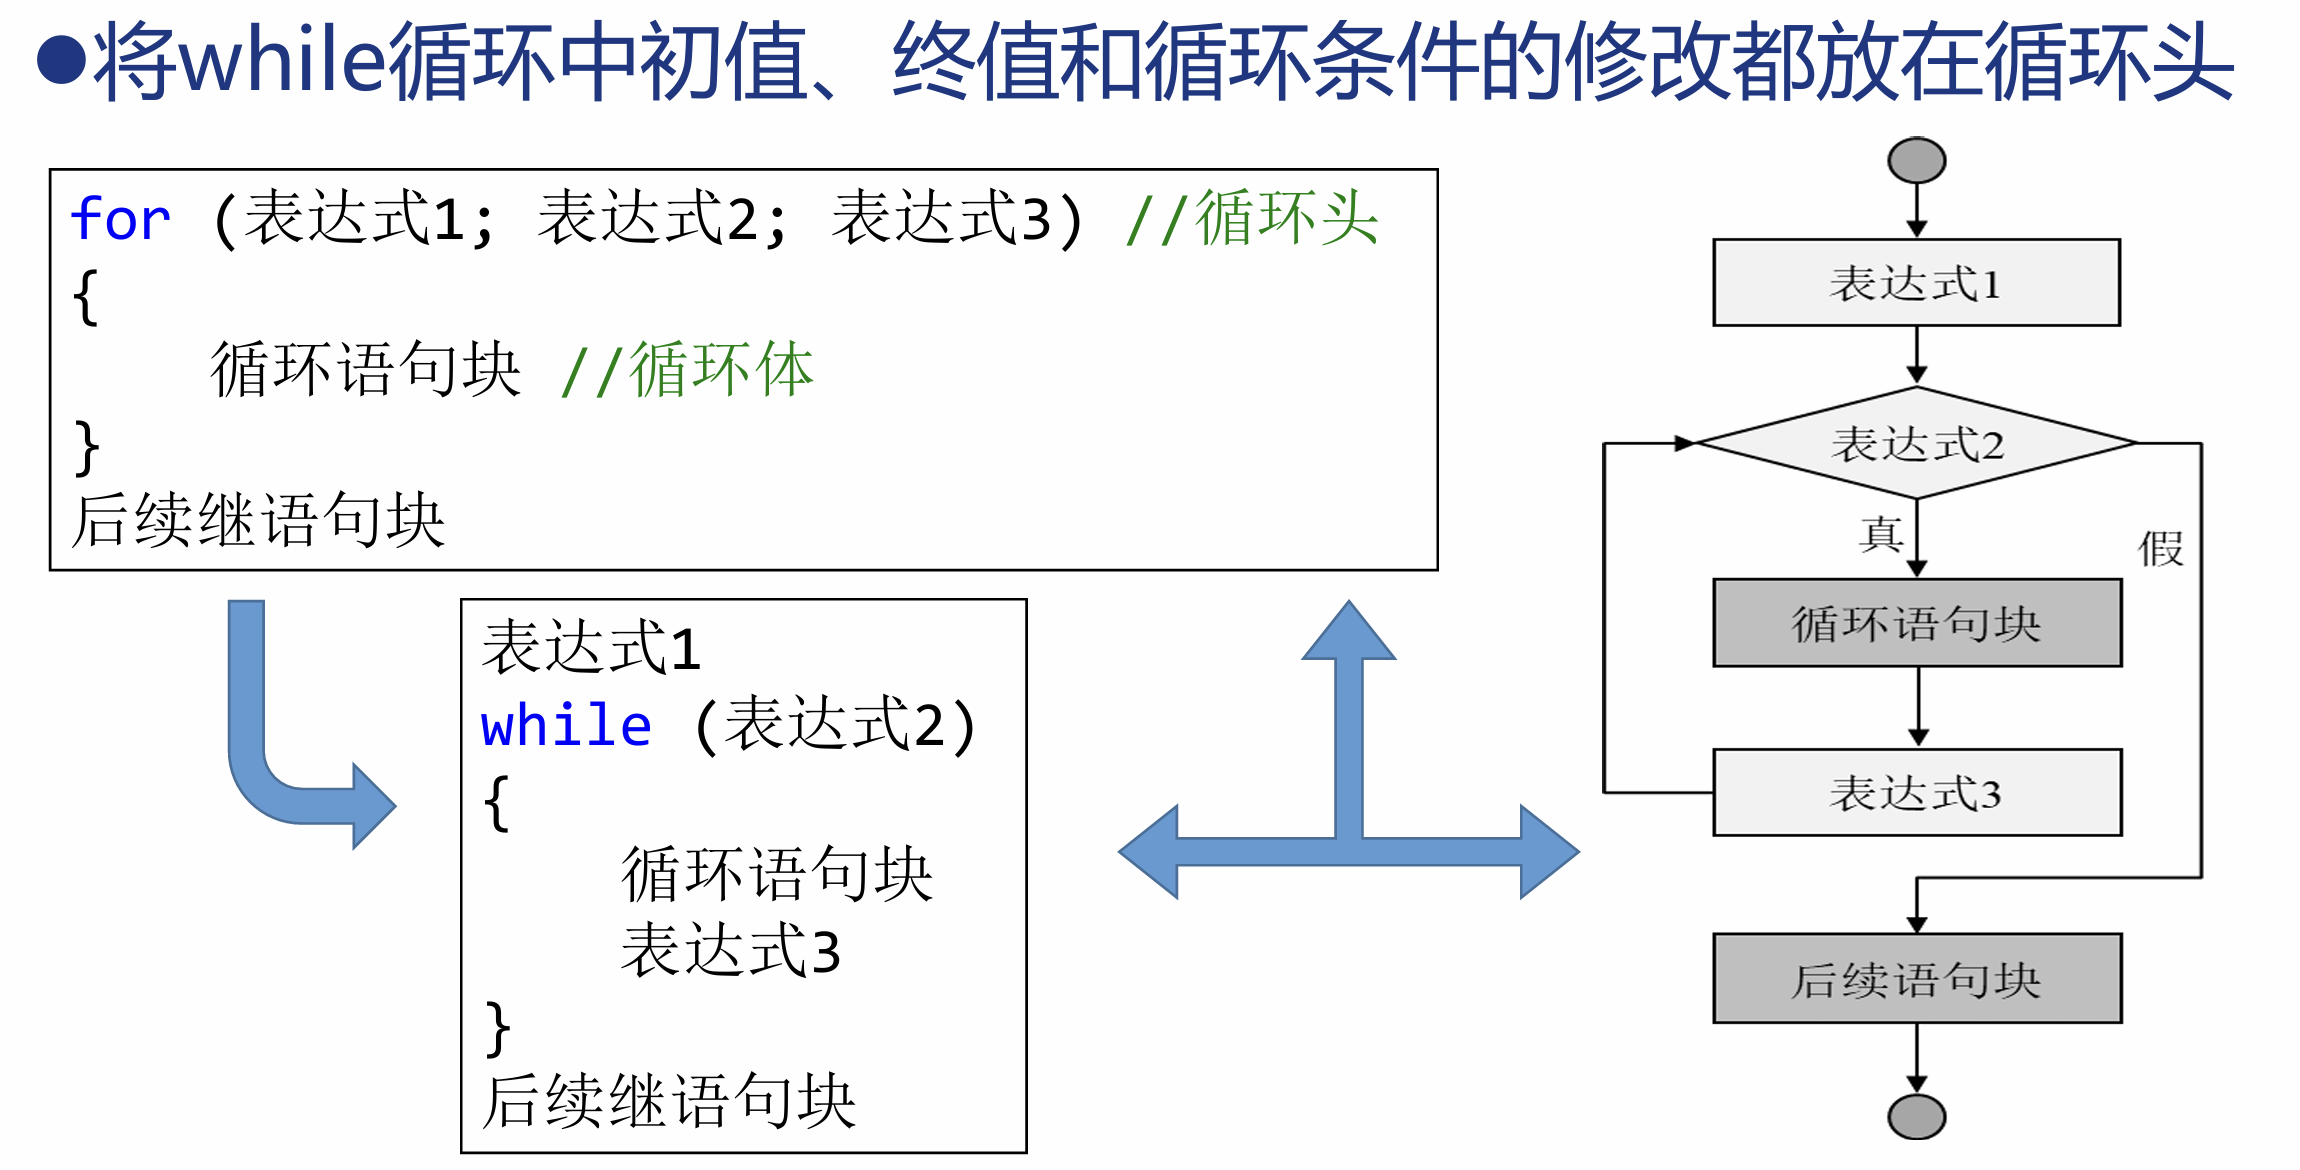 ●将while循环中初值、终值和循环条件的修改都放在循环头
for (表达式1; 表达式2; 表达式3) //循环头
{
循环语句块 //循环体
}
后续继语句块
表达式1
while (表达式2)
{
循环语句块
表达式3
}
后续继语句块
表达式1
表达式2
真
假
循环语句块
表达式3
后续语句块